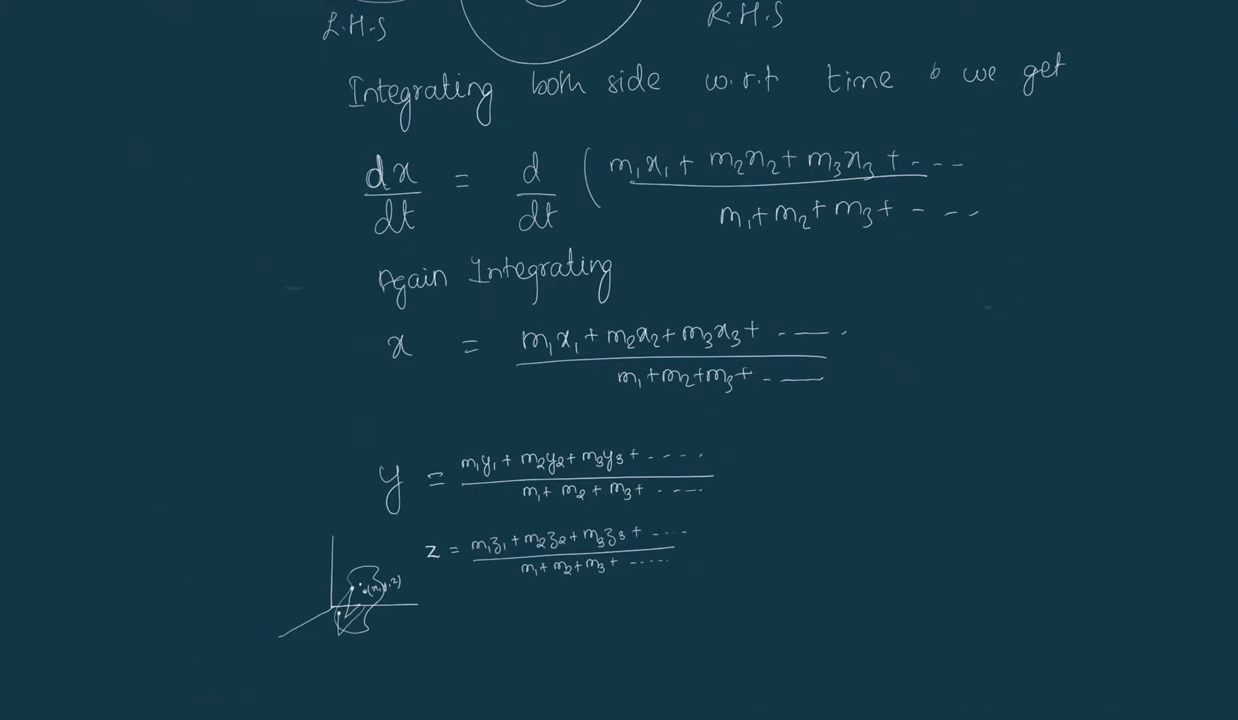 L.H.S R.H.S
Integrating both side w.r.t time we get
dx/dt = d/dt (m₁x₁ + m₂x₂ + m₃x₃ + ---- / m₁ + m₂ + m₃ + - ---
Again Integrating
x = m₁x₁ + m₂x₂ + m₃x₃ + - —— . / m₁ + m₂ + m₃ + - ——
y = m₁y₁ + m₂y₂ + m₃y₃ + ..... / m₁ + m₂ + m₃ + .....
z = m₁z₁ + m₂z₂ + m₃z₃ + ..... / m₁ + m₂ + m₃ + .....
(x,y,z)